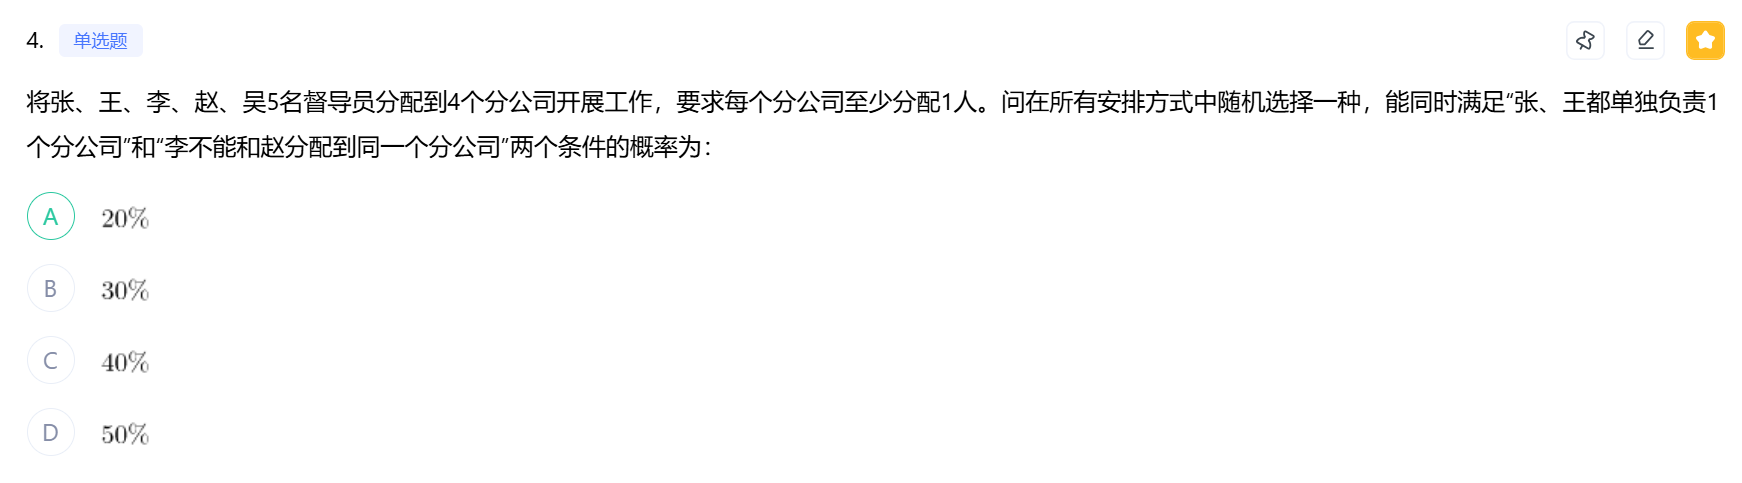 4. 单选题
将张、王、李、赵、吴5名督导员分配到4个分公司开展工作，要求每个分公司至少分配1人。问在所有安排方式中随机选择一种，能同时满足“张、王都单独负责1
个分公司”和“李不能和赵分配到同一个分公司”两个条件的概率为：
A 20%
B 30%
C 40%
D 50%